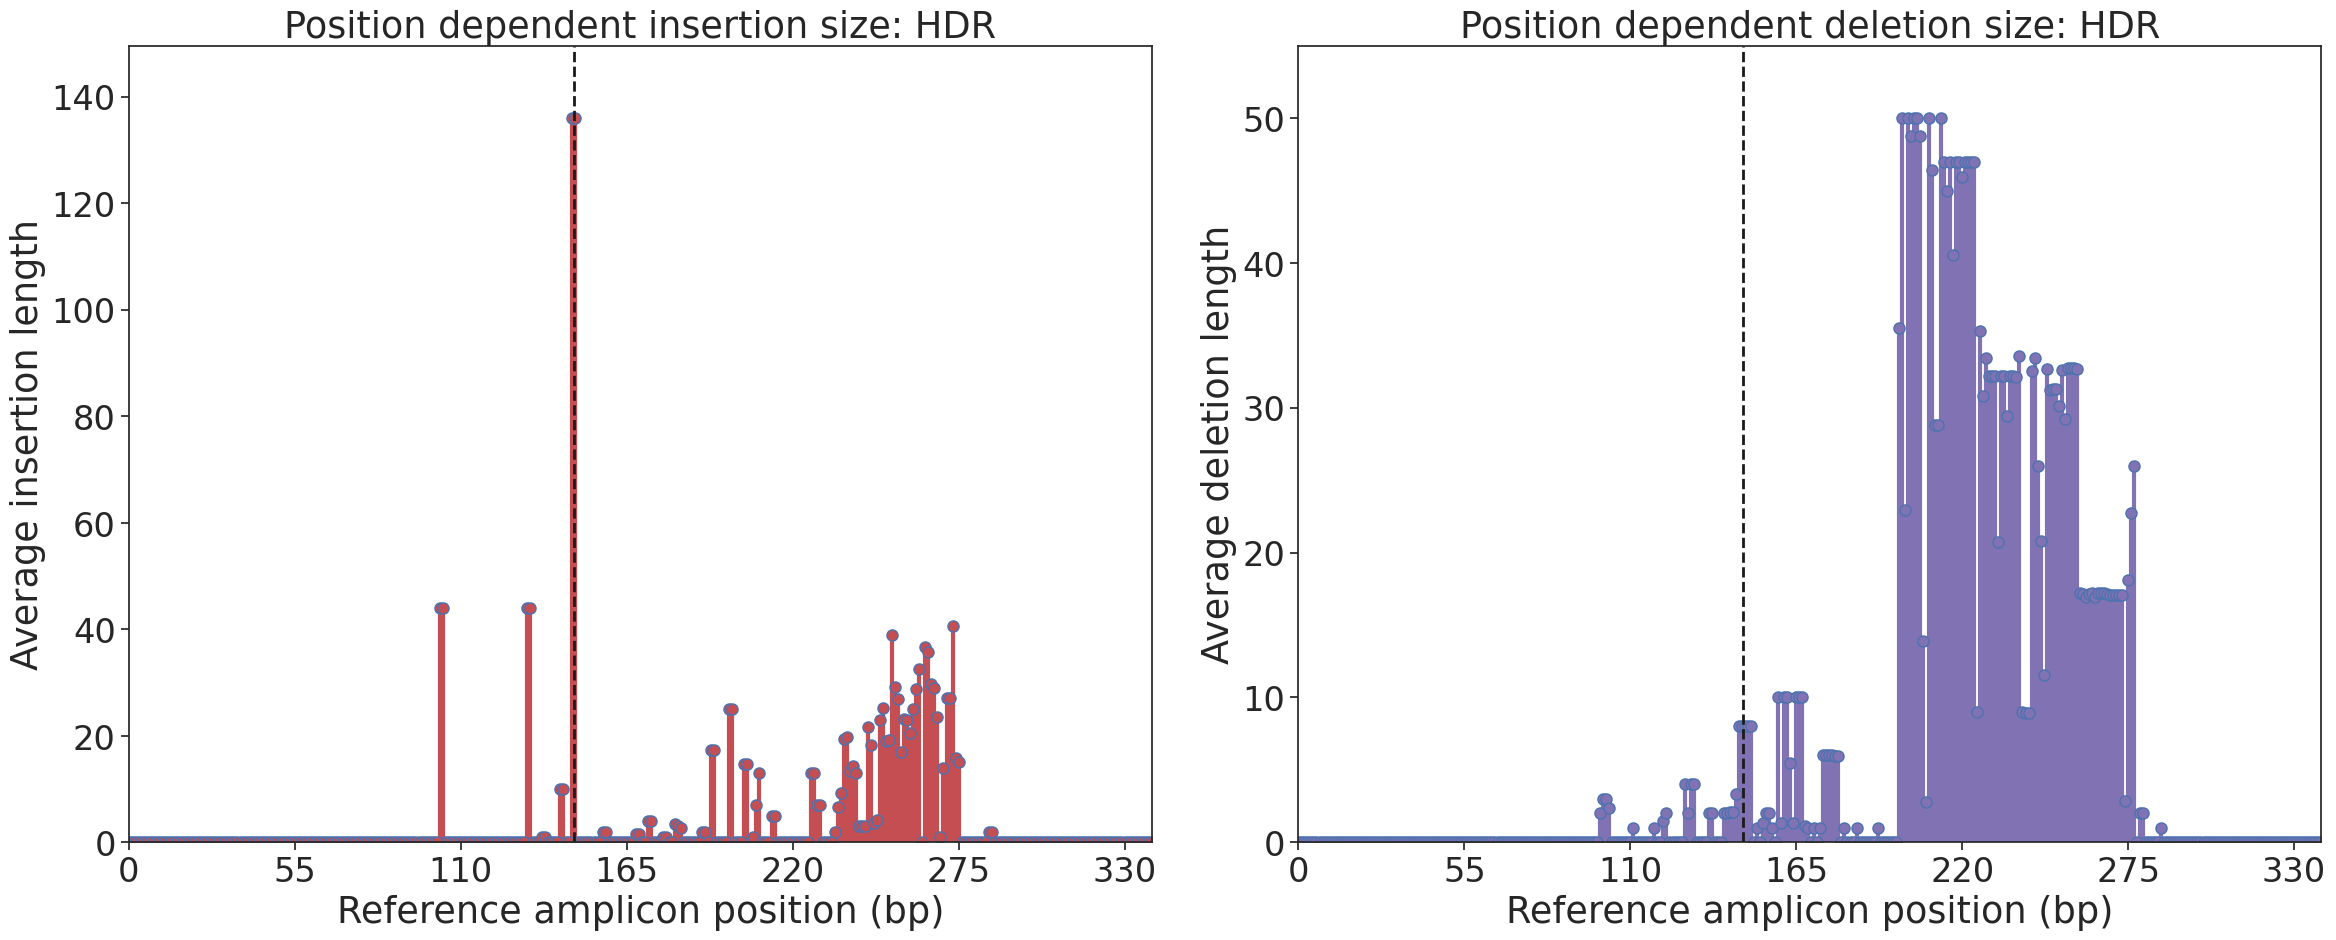 Position dependent insertion size: HDR
Average insertion length
140
120
100
80
60
40
20
0
0 55 110 165 220 275 330
Reference amplicon position (bp)
Position dependent deletion size: HDR
Average deletion length
50
40
30
20
10
0
0 55 110 165 220 275 330
Reference amplicon position (bp)